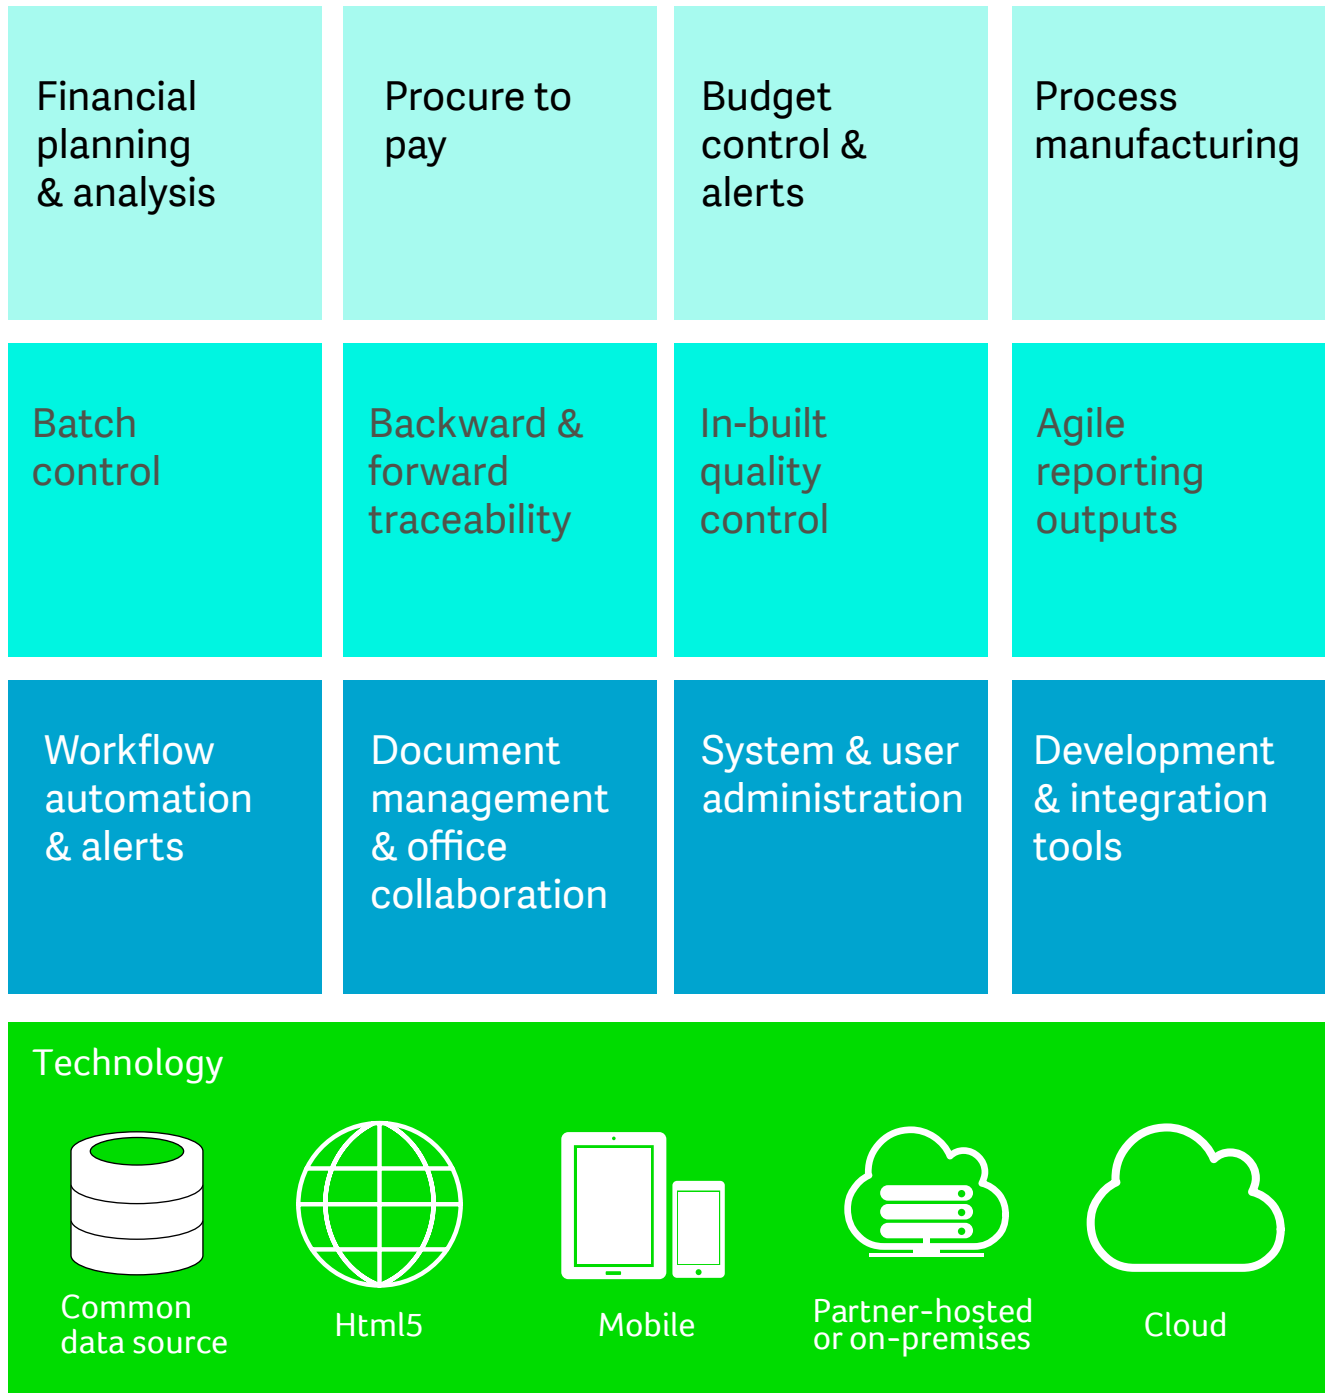 Financial
planning
& analysis
Procure to
pay
Budget
control &
alerts
Process
manufacturing
Batch
control
Backward &
forward
traceability
In-built
quality
control
Agile
reporting
outputs
Workflow
automation
& alerts
Document
management
& office
collaboration
System & user
administration
Development
& integration
tools
Technology
Common
data source
Html5
Mobile
Partner-hosted
or on-premises
Cloud